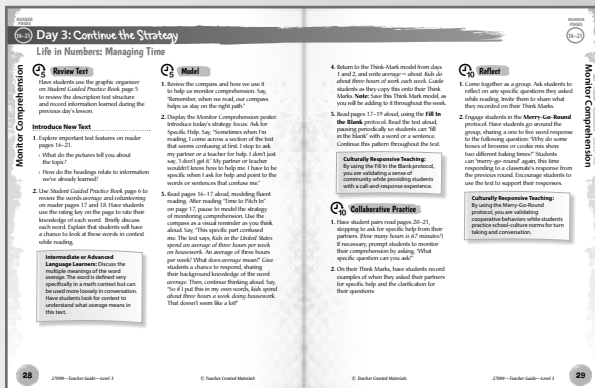 READER PAGES
16–21
Day 3: Continue the Strategy
Life in Numbers: Managing Time
Monitor Comprehension
5
Review Text
Have students use the graphic organizer
on Student Guided Practice Book page 5
to review the description text structure
and record information learned during the
previous day's lesson.
Introduce New Text
1. Explore important text features on reader
pages 16–21.
› What do the pictures tell you about
the topic?
› How do the headings relate to information
we've already learned?
2. Use Student Guided Practice Book page 6 to
review the words average and volunteering
on reader pages 17 and 18. Have students
use the rating key on the page to rate their
knowledge of each word. Briefly discuss
each word. Explain that students will have
a chance to look at these words in context
while reading.
Intermediate or Advanced
Language Learners: Discuss the
multiple meanings of the word
average. The word is defined very
specifically in a math context but can
be used more loosely in conversation.
Have students look for context to
understand what average means in
this text.
28
27099—Teacher Guide—Level 3
© Teacher Created Materials
5
Model
1. Review the compass and how we use it
to help us monitor comprehension. Say,
"Remember, when we read, our compass
helps us stay on the right path."
2. Display the Monitor Comprehension poster.
Introduce today's strategy focus: Ask for
Specific Help. Say, "Sometimes when I'm
reading, I come across a section of the text
that seems confusing at first. I stop to ask
my partner or a teacher for help. I don't just
say, 'I don't get it.' My partner or teacher
wouldn't know how to help me. I have to be
specific when I ask for help and point to the
words or sentences that confuse me."
3. Read pages 16–17 aloud, modeling fluent
reading. After reading "Time to Pitch In"
on page 17, pause to model the strategy
of monitoring comprehension. Use the
compass as a visual reminder as you think
aloud. Say, "This specific part confused
me. The text says, Kids in the United States
spend an average of three hours per week
on housework. An average of three hours
per week? What does average mean?" Give
students a chance to respond, sharing
their background knowledge of the word
average. Then, continue thinking aloud. Say,
"So if I put this in my own words, kids spend
about three hours a week doing housework.
That doesn't seem like a lot!"
4. Return to the Think-Mark model from days
1 and 2, and write average = about. Kids do
about three hours of work each week. Guide
students as they copy this onto their Think
Marks. Note: Save this Think Mark model, as
you will be adding to it throughout the week.
5. Read pages 17–19 aloud, using the Fill In
the Blank protocol. Read the text aloud,
pausing periodically so students can "fill
in the blank" with a word or a sentence.
Continue this pattern throughout the text.
Culturally Responsive Teaching:
By using the Fill in the Blank protocol,
you are validating a sense of
community while providing students
with a call-and-response experience.
10
Collaborative Practice
1. Have student pairs read pages 20–21,
stopping to ask for specific help from their
partners. (How many hours is 67 minutes?)
If necessary, prompt students to monitor
their comprehension by asking, "What
specific question can you ask?"
2. On their Think Marks, have students record
examples of when they asked their partners
for specific help and the clarification for
their questions.
10
Reflect
1. Come together as a group. Ask students to
reflect on any specific questions they asked
while reading. Invite them to share what
they recorded on their Think Marks.
2. Engage students in the Merry-Go-Round
protocol. Have students go around the
group, sharing a one to five word response
to the following question: "Why do some
boxes of brownie or cookie mix show
two different baking times?" Students
can "merry-go-round" again, this time
responding to a classmate's response from
the previous round. Encourage students to
use the text to support their responses.
Culturally Responsive Teaching:
By using the Merry-Go-Round
protocol, you are validating
cooperative behaviors while students
practice school-culture norms for turn
taking and conversation.
READER PAGES
16–21
Monitor Comprehension
© Teacher Created Materials
27099—Teacher Guide—Level 3
29